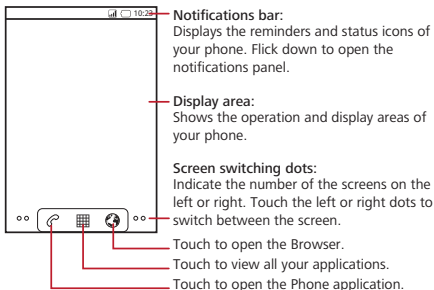 10:23
Notifications bar:
Displays the reminders and status icons of
your phone. Flick down to open the
notifications panel.
Display area:
Shows the operation and display areas of
your phone.
Screen switching dots:
Indicate the number of the screens on the
left or right. Touch the left or right dots to
switch between the screen.
Touch to open the Browser.
Touch to view all your applications.
Touch to open the Phone application.